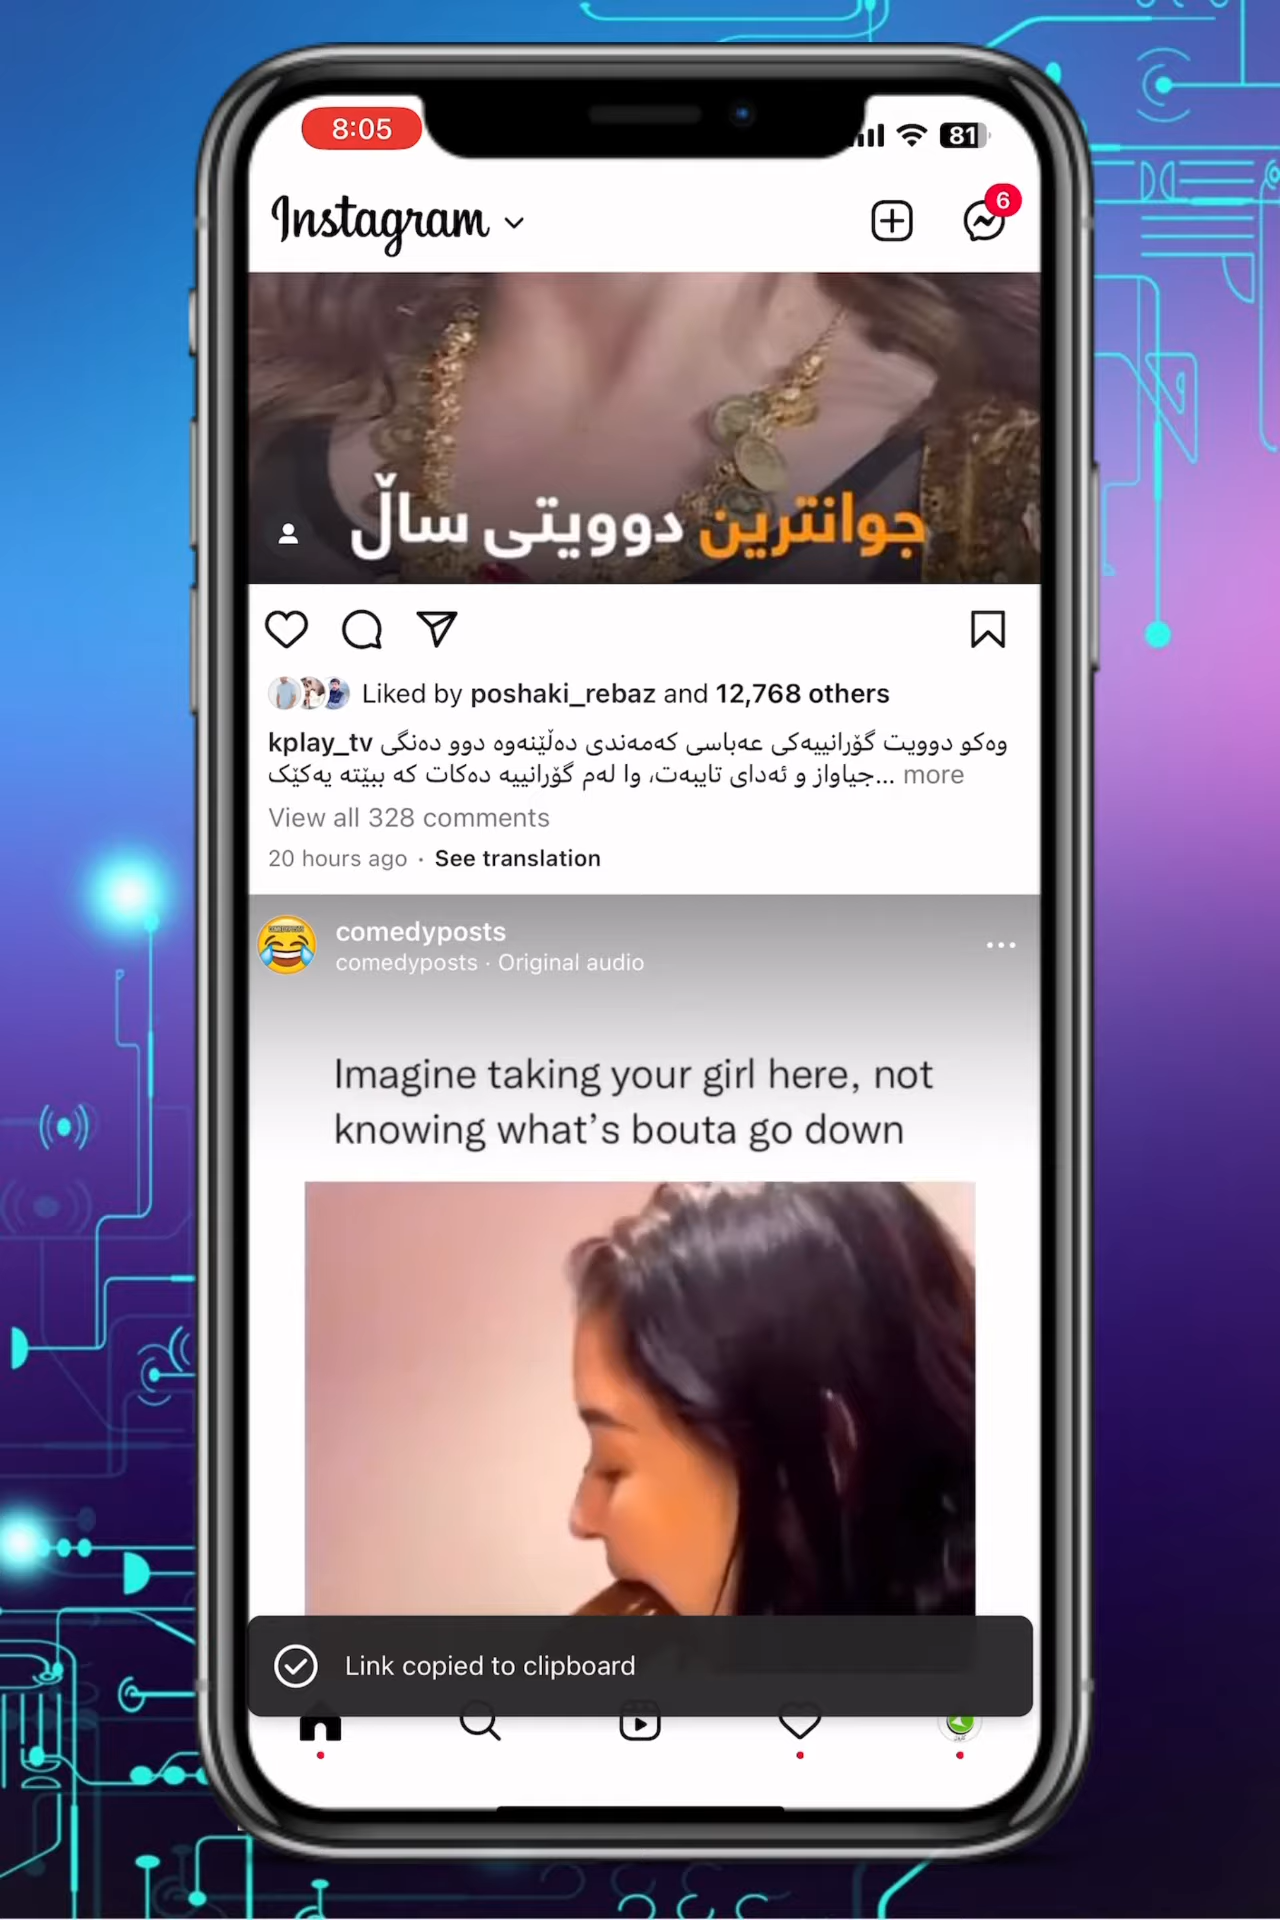 8:05
81
Instagram
6
جوانترین دوویتی ساڵ
Liked by poshaki_rebaz and 12,768 others
kplay_tv وەکو دوویت گۆرانییەکی عەباسی کەمەندی دەڵێنەوە دوو دەنگی
جیاواز و ئەدای تایبەت، وا لەم گۆرانییە دەکات کە ببێتە یەکێک... more
View all 328 comments
20 hours ago · See translation
comedyposts
comedyposts · Original audio
Imagine taking your girl here, not
knowing what's bouta go down
Link copied to clipboard